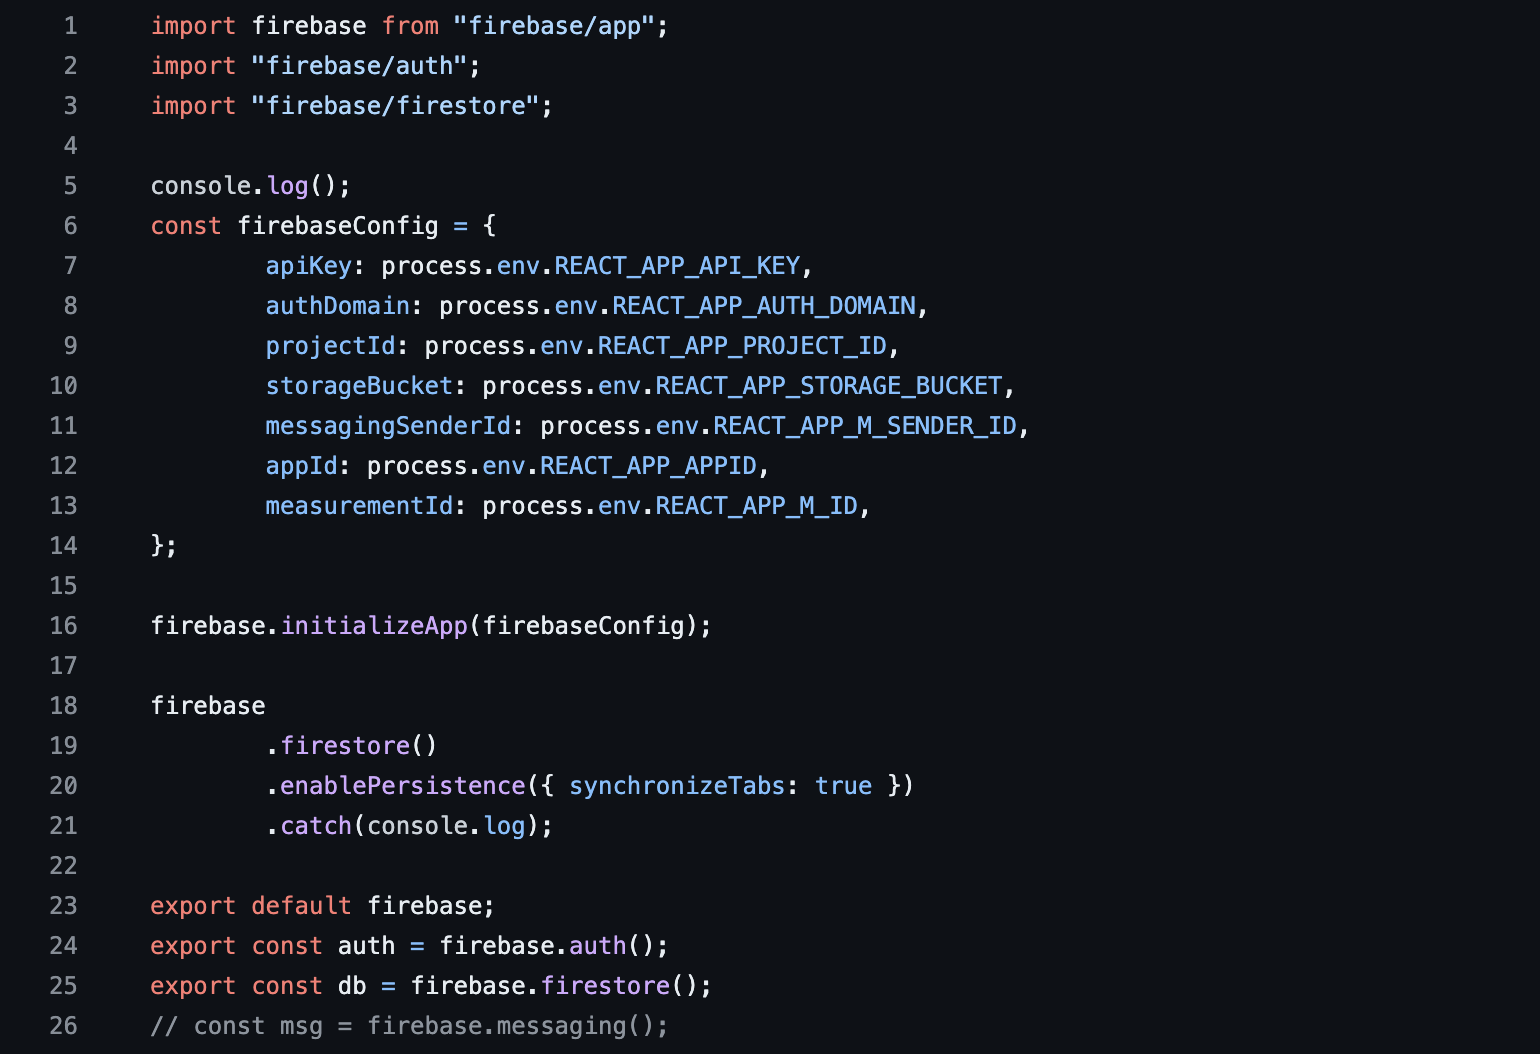 1 import firebase from "firebase/app";
2 import "firebase/auth";
3 import "firebase/firestore";
4
5 console.log();
6 const firebaseConfig = {
7         apiKey: process.env.REACT_APP_API_KEY,
8         authDomain: process.env.REACT_APP_AUTH_DOMAIN,
9         projectId: process.env.REACT_APP_PROJECT_ID,
10         storageBucket: process.env.REACT_APP_STORAGE_BUCKET,
11         messagingSenderId: process.env.REACT_APP_M_SENDER_ID,
12         appId: process.env.REACT_APP_APPID,
13         measurementId: process.env.REACT_APP_M_ID,
14 };
15
16 firebase.initializeApp(firebaseConfig);
17
18 firebase
19         .firestore()
20         .enablePersistence({ synchronizeTabs: true })
21         .catch(console.log);
22
23 export default firebase;
24 export const auth = firebase.auth();
25 export const db = firebase.firestore();
26 // const msg = firebase.messaging();